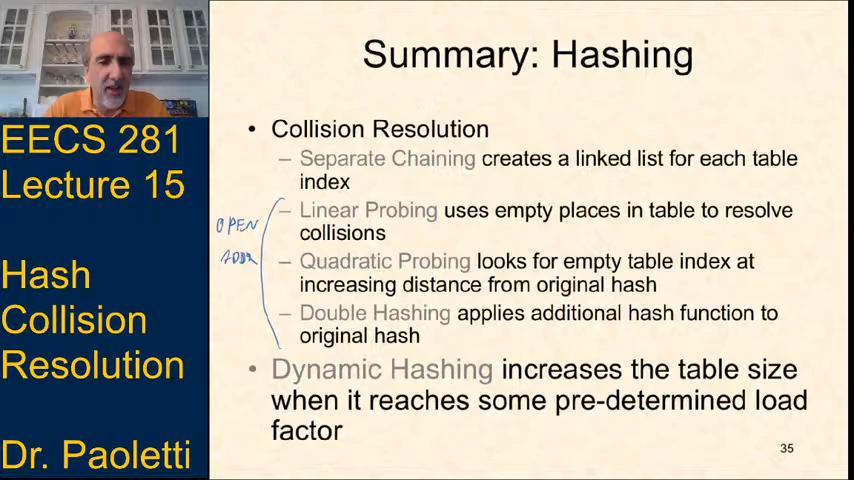 EECS 281
Lecture 15
Hash
Collision
Resolution
Dr. Paoletti
Summary: Hashing
• Collision Resolution
– Separate Chaining creates a linked list for each table
index
OPEN
ADDR
– Linear Probing uses empty places in table to resolve
collisions
– Quadratic Probing looks for empty table index at
increasing distance from original hash
– Double Hashing applies additional hash function to
original hash
• Dynamic Hashing increases the table size
when it reaches some pre-determined load
factor
35